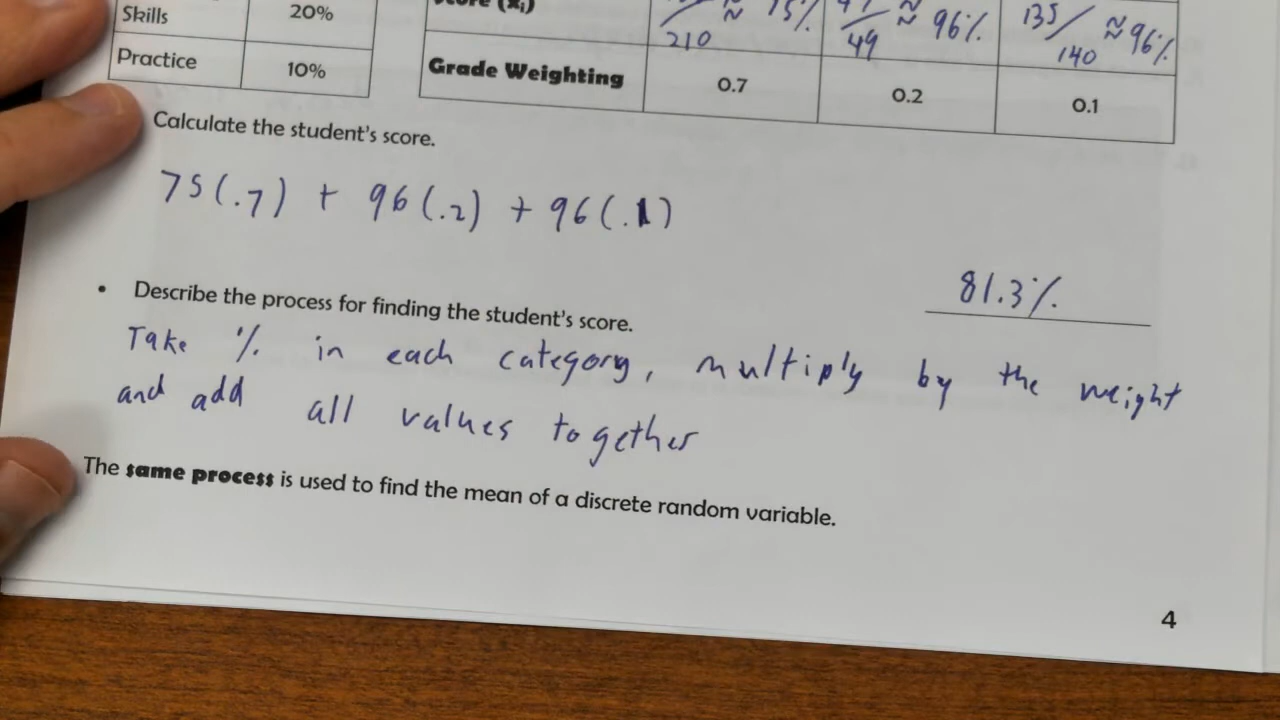 Skills 20%
210 ≈ 49 ≈ 96% 135/140 ≈ 96%
Practice 10%
Grade Weighting 0.7 0.2 0.1
Calculate the student's score.
75(.7) + 96(.2) + 96(.1)
81.3%
• Describe the process for finding the student's score.
Take % in each category, multiply by the weight
and add all values together
The same process is used to find the mean of a discrete random variable.
4